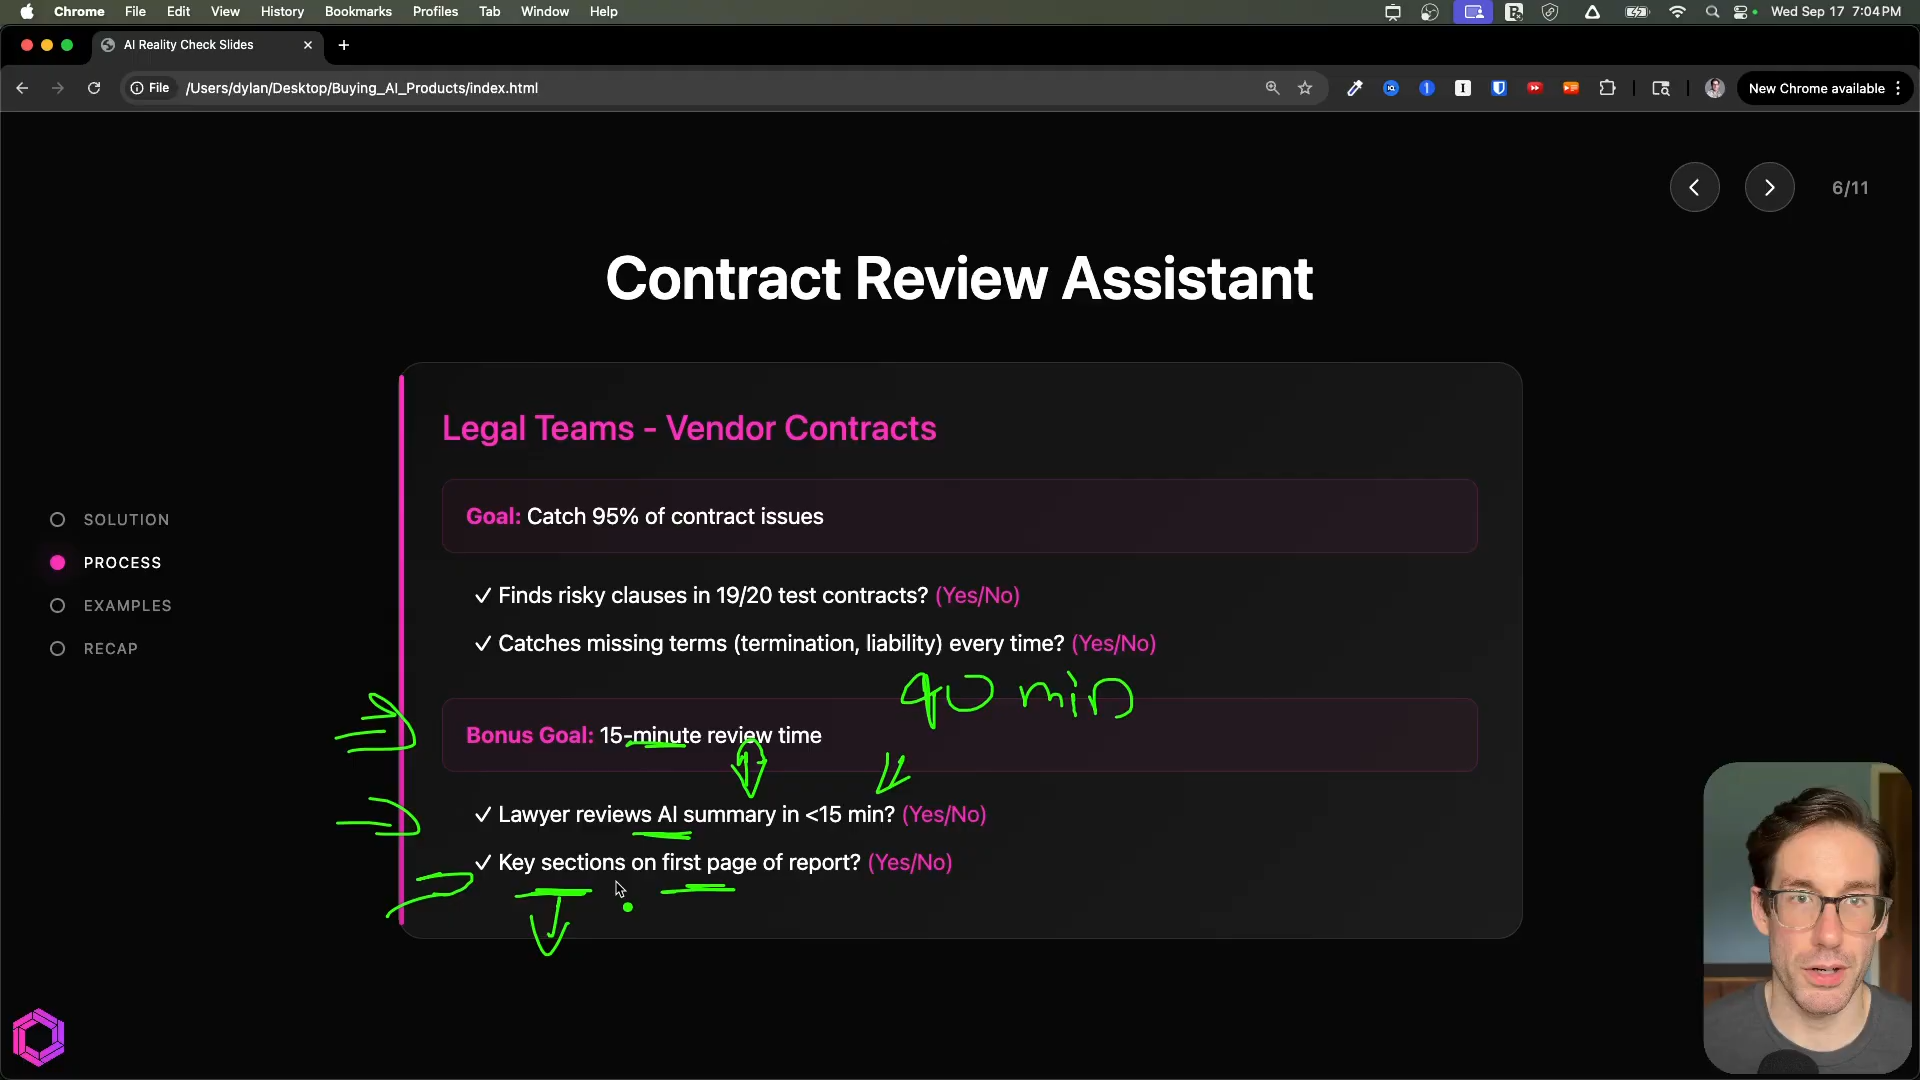 Chrome File Edit View History Bookmarks Profiles Tab Window Help Wed Sep 17 7:04 PM
AI Reality Check Slides
File /Users/dylan/Desktop/Buying_AI_Products/index.html New Chrome available
6/11
Contract Review Assistant
Legal Teams - Vendor Contracts
Goal: Catch 95% of contract issues
✓ Finds risky clauses in 19/20 test contracts? (Yes/No)
✓ Catches missing terms (termination, liability) every time? (Yes/No)
90 min
Bonus Goal: 15-minute review time
✓ Lawyer reviews AI summary in <15 min? (Yes/No)
✓ Key sections on first page of report? (Yes/No)
SOLUTION
PROCESS
EXAMPLES
RECAP